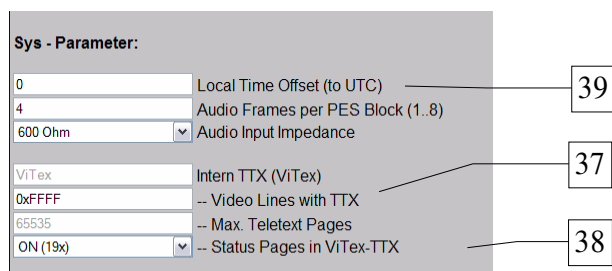 Sys - Parameter:
0 Local Time Offset (to UTC) 39
4 Audio Frames per PES Block (1..8)
600 Ohm Audio Input Impedance
ViTex Intern TTX (ViTex) 37
0xFFFF -- Video Lines with TTX
65535 -- Max. Teletext Pages
ON (19x) -- Status Pages in ViTex-TTX 38